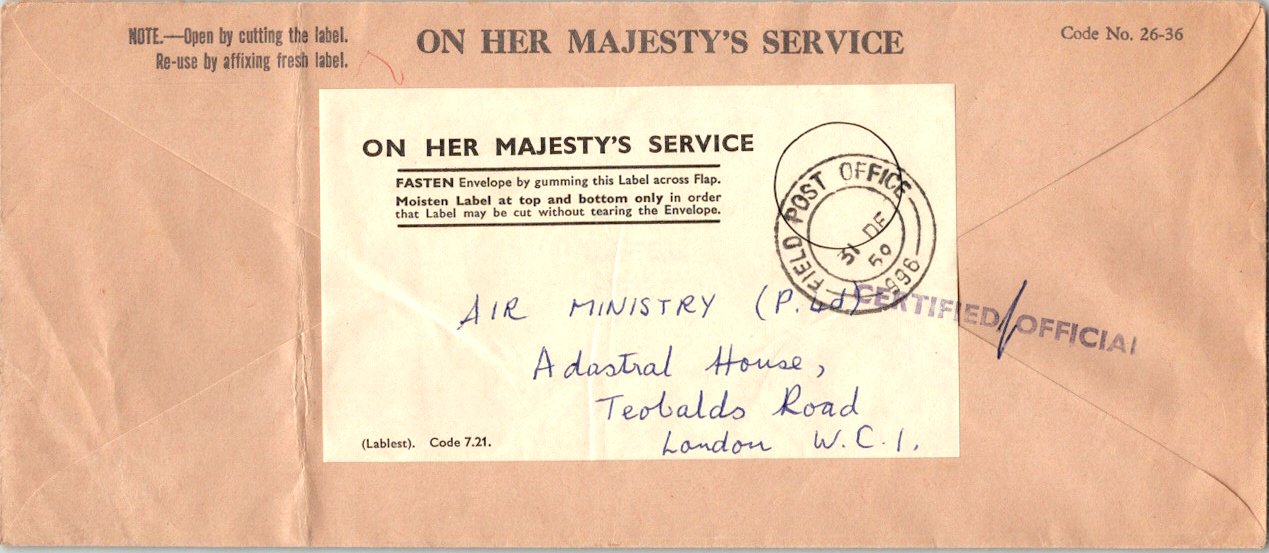 NOTE.—Open by cutting the label.
Re-use by affixing fresh label.
ON HER MAJESTY'S SERVICE
Code No. 26-36
ON HER MAJESTY'S SERVICE
FASTEN Envelope by gumming this Label across Flap.
Moisten Label at top and bottom only in order
that Label may be cut without tearing the Envelope.
FIELD POST OFFICE
31 DE
59
996
CERTIFIED/OFFICIAL
AIR MINISTRY (P.4d)
Adastral House,
Teobalds Road
London W.C.1.
(Lablest). Code 7.21.